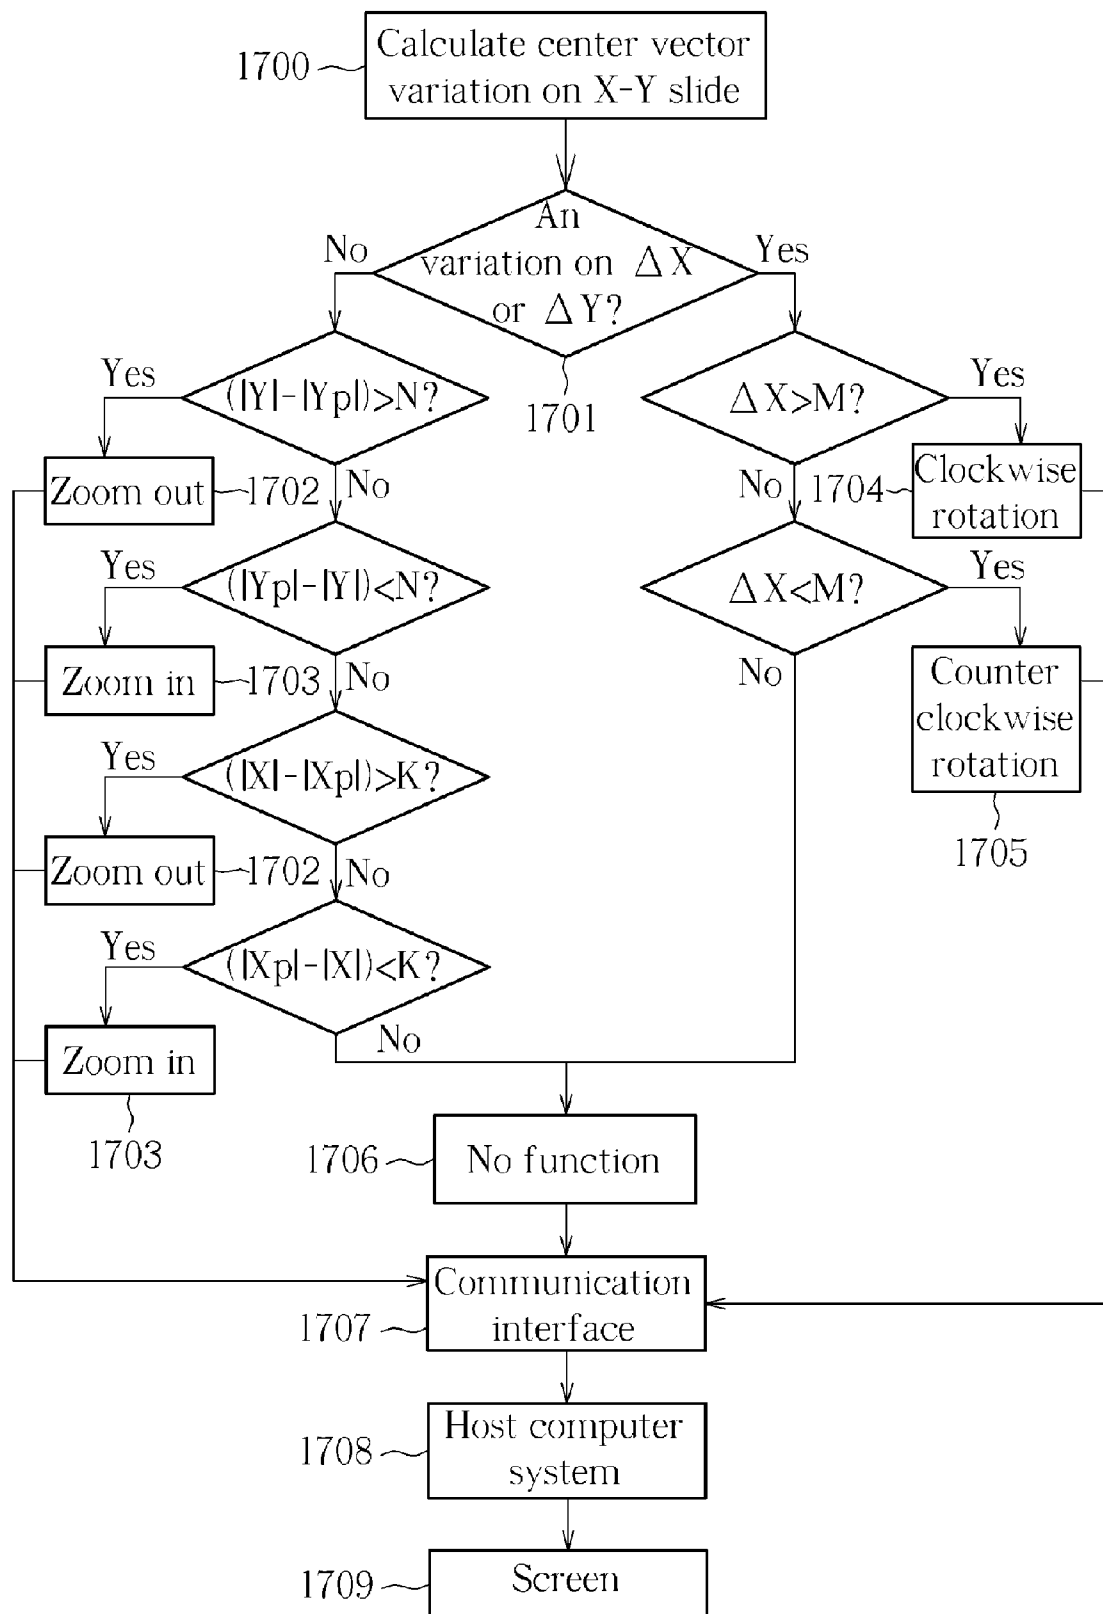 Calculate center vector
variation on X-Y slide
1700
An
variation on ΔX
or ΔY?
No
Yes
1701
(|Y|-|Yp|)>N?
Yes
ΔX>M?
Yes
Zoom out
1702
No
No
1704
Clockwise
rotation
(|Yp|-|Y|)<N?
Yes
ΔX<M?
Yes
Zoom in
1703
No
No
Counter
clockwise
rotation
1705
(|X|-|Xp|)>K?
Yes
Zoom out
1702
No
(|Xp|-|X|)<K?
Yes
No
Zoom in
1703
1706
No function
Communication
interface
1707
Host computer
system
1708
Screen
1709